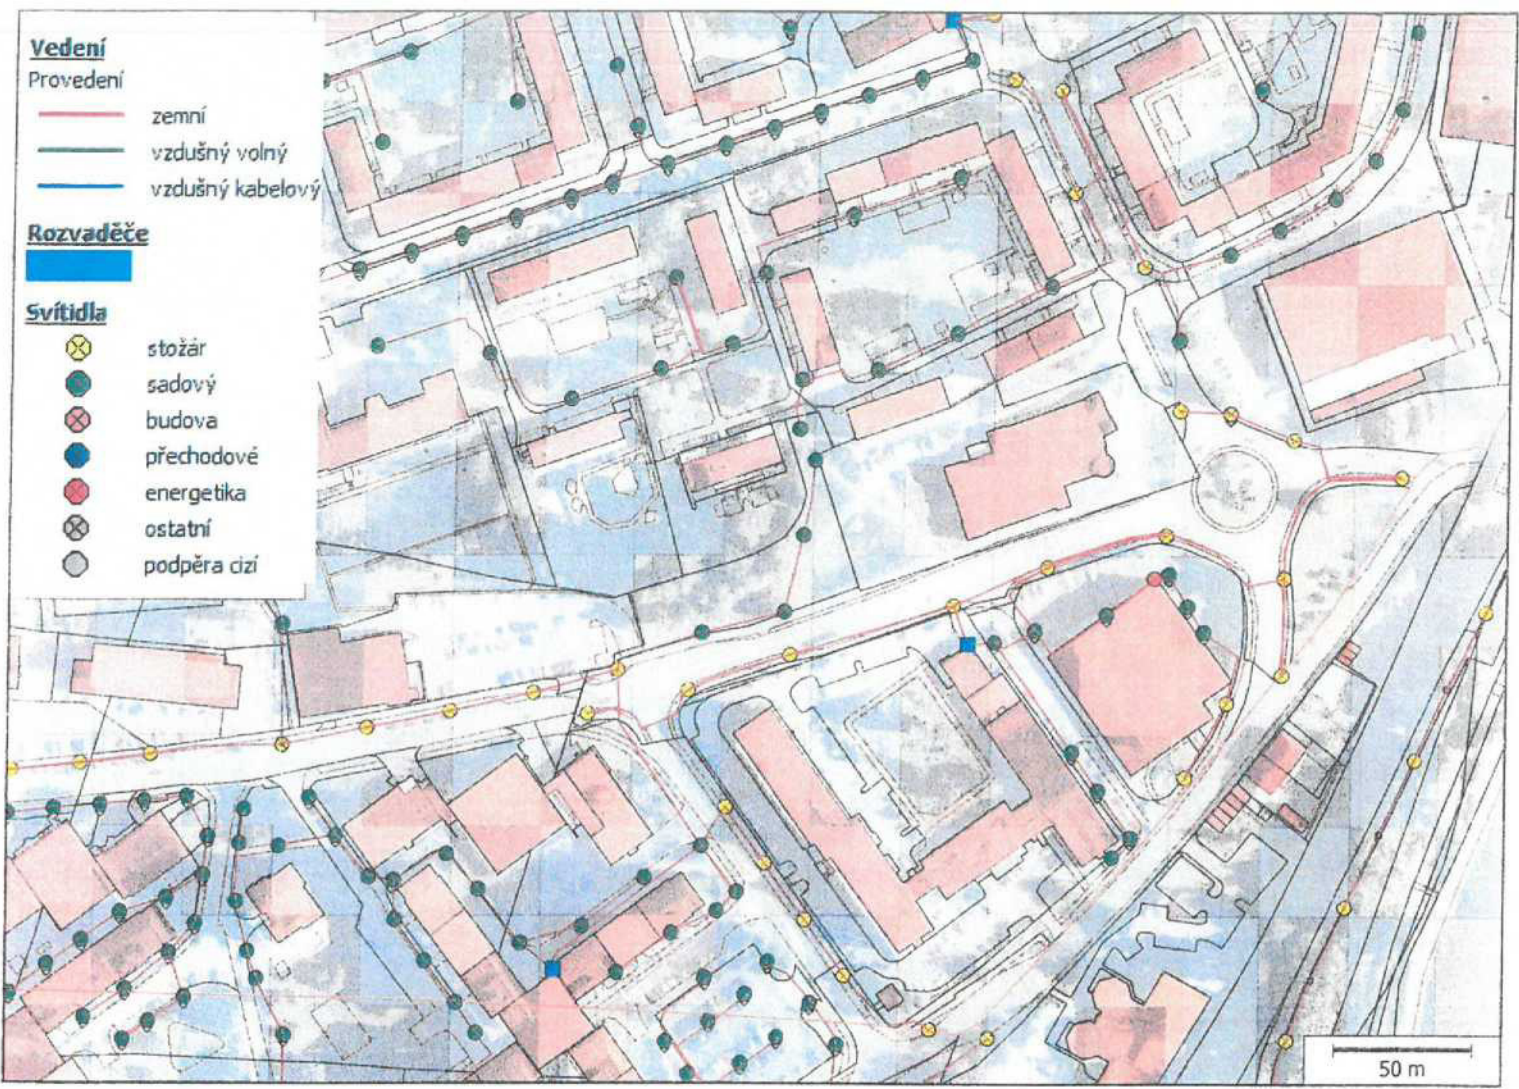 Vedení
Provedení
zemní
vzdušný volný
vzdušný kabelový
Rozvaděče
Svítidla
stožár
sadový
budova
přechodové
energetika
ostatní
podpěra cizí
50 m